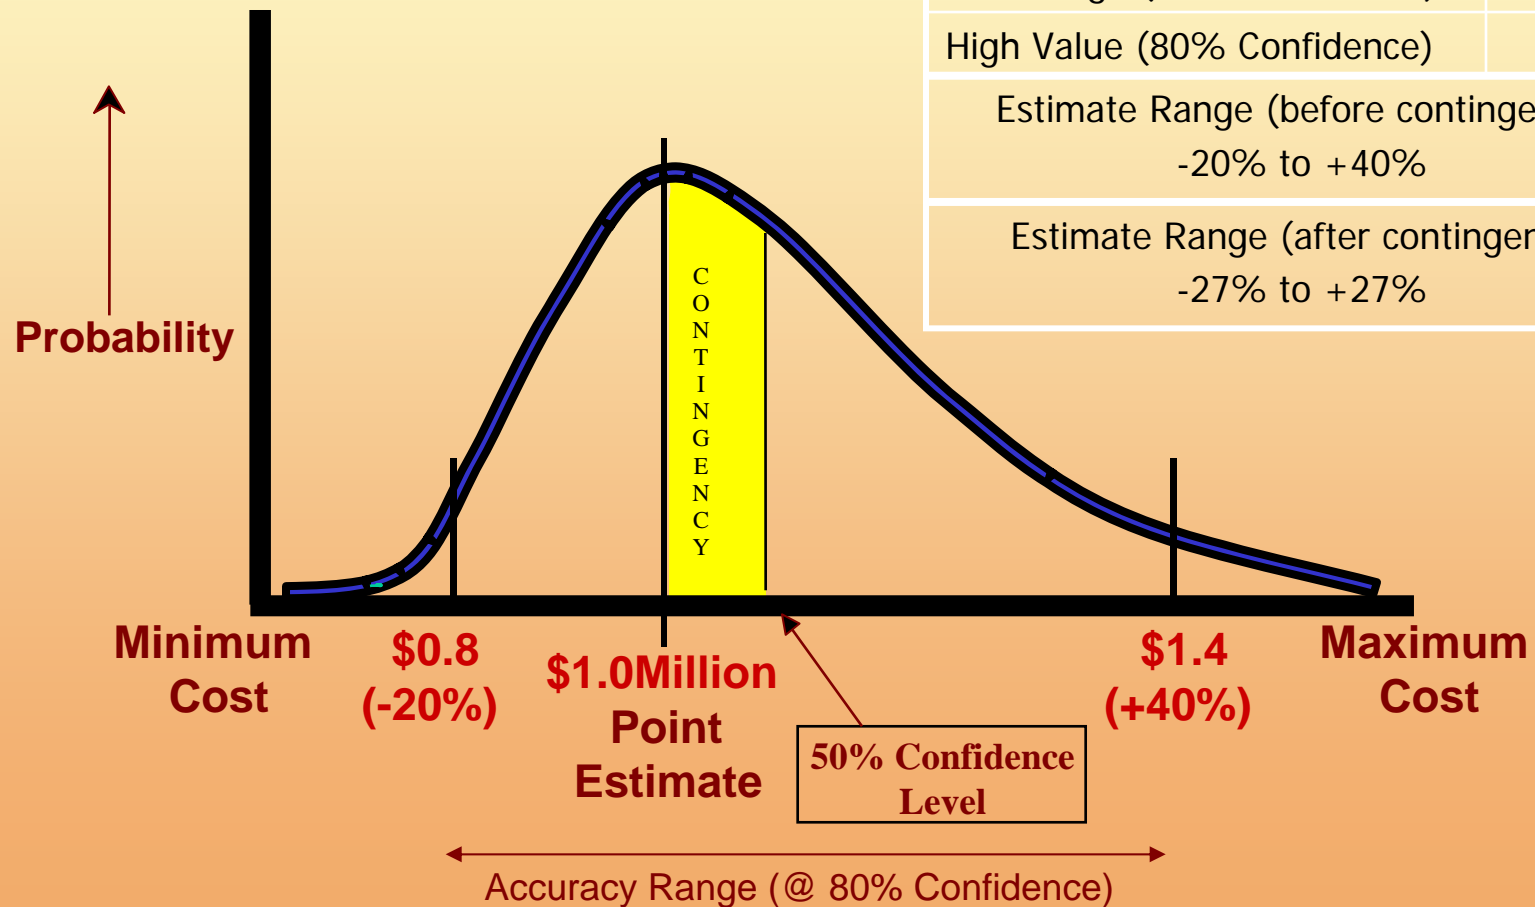 High Value (80% Confidence)
Estimate Range (before
-20% to +40%
Estimate Range (after
-27% to +27%
CONTINGENCY
Probability
Minimum
Cost
$0.8
(-20%)
$1.0Million
Point
Estimate
50% Confidence
Level
$1.4
(+40%)
Maximum
Cost
Accuracy Range (@ 80% Confidence)